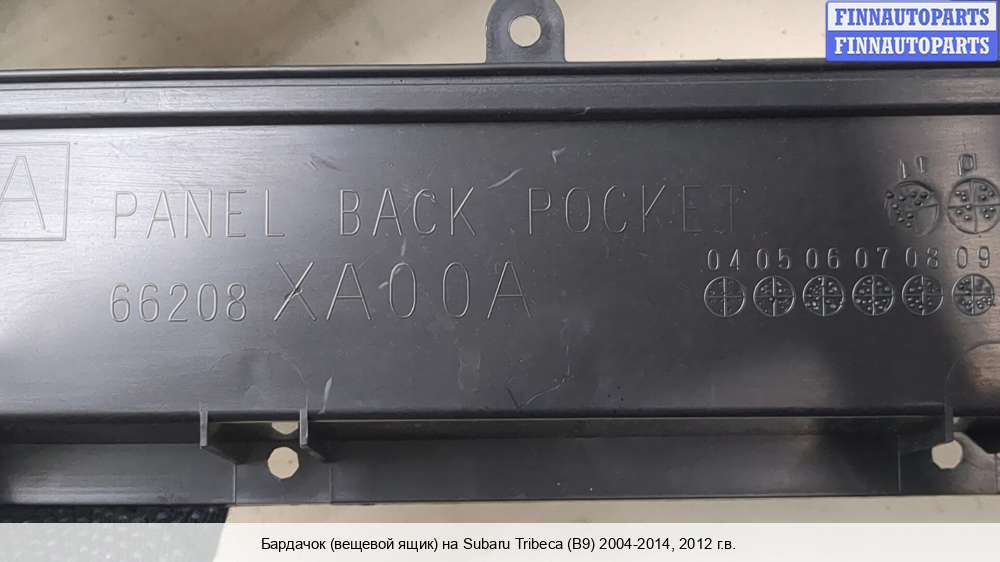 FINNAUTOPARTS
FINNAUTOPARTS
A
PANEL BACK POCKET
66208 XA00A
04 05 06 07 08 09
Бардачок (вещевой ящик) на Subaru Tribeca (B9) 2004-2014, 2012 г.в.